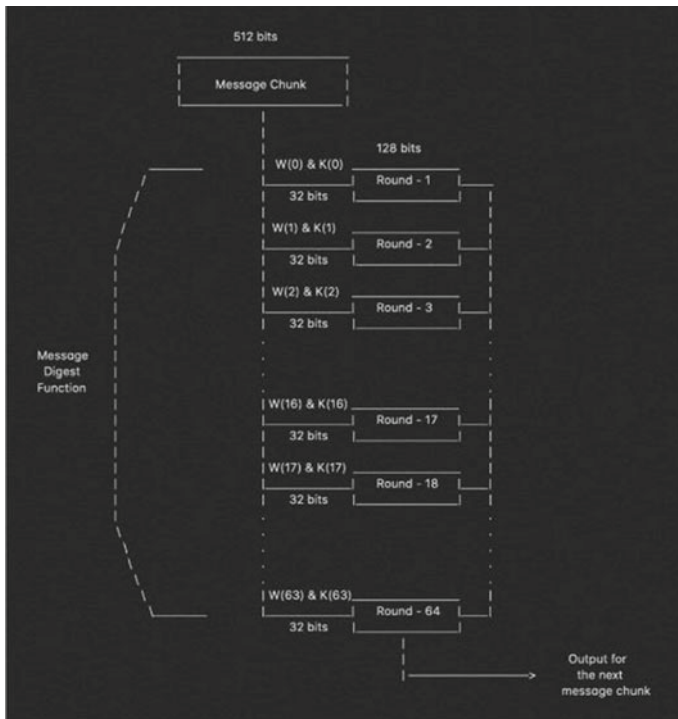 512 bits
Message Chunk
128 bits
W(0) & K(0)
Round - 1
32 bits
W(1) & K(1)
Round - 2
32 bits
W(2) & K(2)
Round - 3
32 bits
Message
Digest
Function
W(16) & K(16)
Round - 17
32 bits
W(17) & K(17)
Round - 18
32 bits
W(63) & K(63)
Round - 64
32 bits
Output for
the next
message chunk